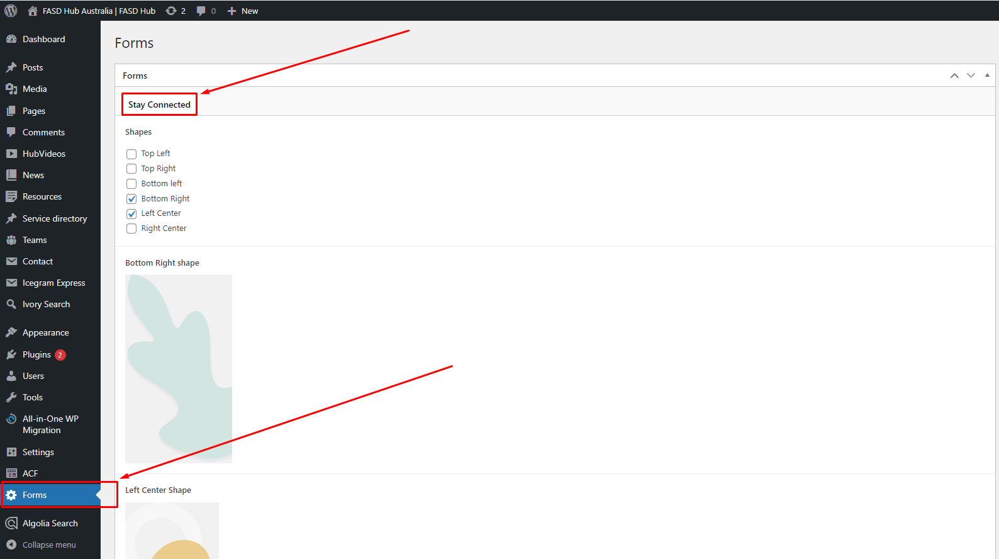 FASD Hub Australia | FASD Hub 2 0 New
Dashboard
Posts
Media
Pages
Comments
HubVideos
News
Resources
Service directory
Teams
Contact
Icegram Express
Ivory Search
Appearance
Plugins 2
Users
Tools
All-in-One WP
Migration
Settings
ACF
Forms
Algolia Search
Collapse menu
Forms
Forms
Stay Connected
Shapes
Top Left
Top Right
Bottom left
Bottom Right
Left Center
Right Center
Bottom Right shape
Left Center Shape